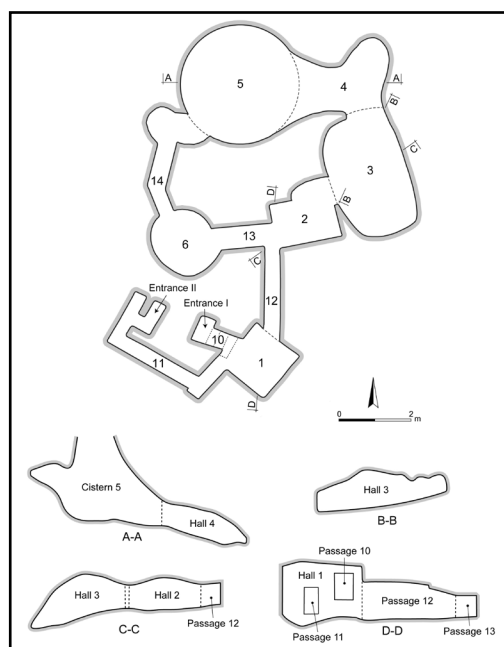 A
5
4
A
B
C
3
14
D
B
2
13
6
C
12
Entrance II
Entrance I
10
1
11
D
0
2
m
Cistern 5
Hall 4
A-A
Hall 3
B-B
Hall 3
Hall 2
Passage 12
C-C
Passage 10
Hall 1
Passage 12
Passage 11
D-D
Passage 13